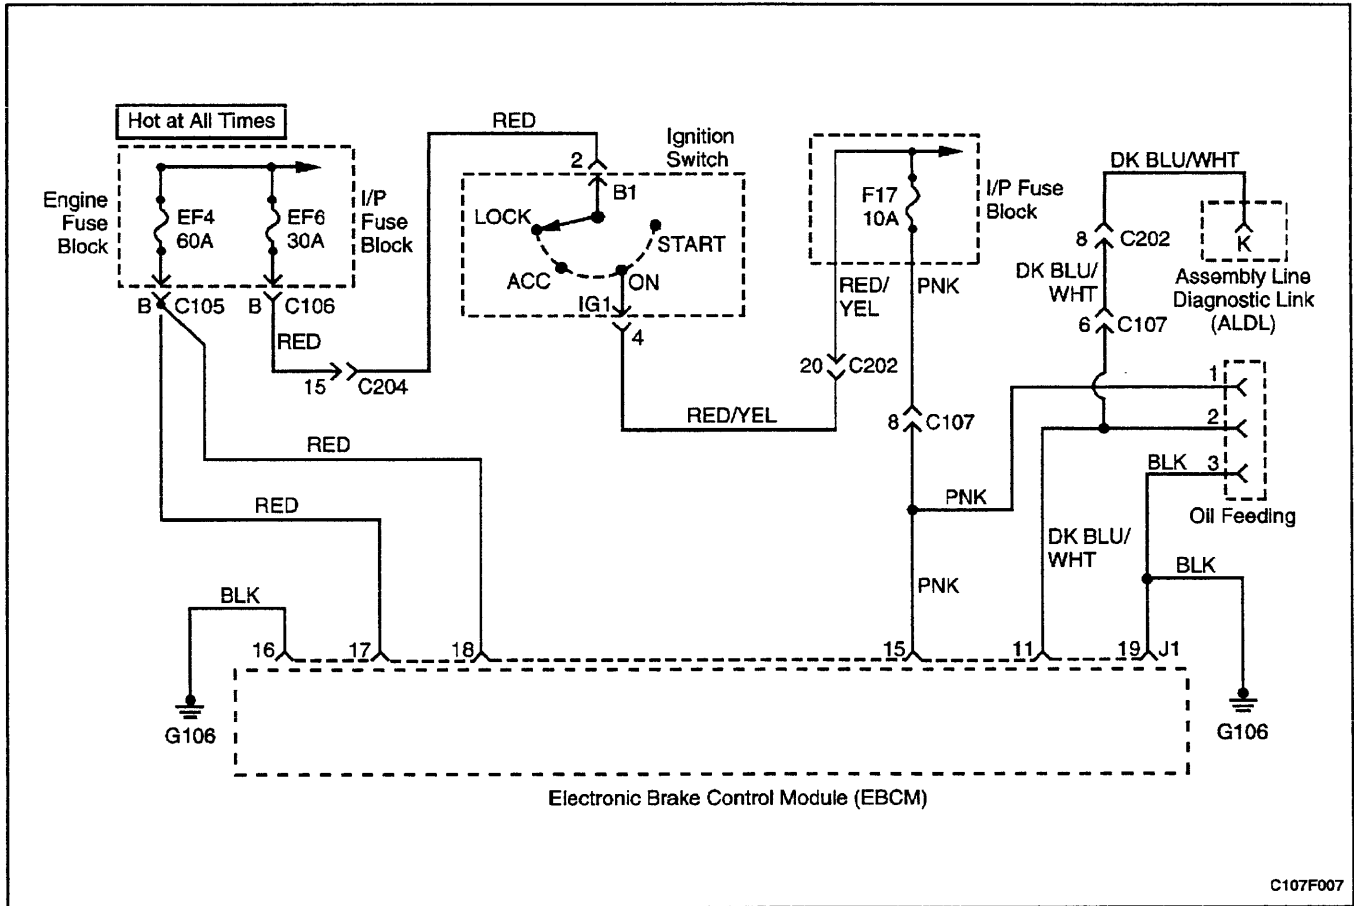 Hot at All Times
Engine
Fuse
Block
EF4
60A
EF6
30A
I/P
Fuse
Block
B C105
B C106
RED
15 C204
RED
2
Ignition
Switch
B1
LOCK
ACC
ON
START
IG1
4
RED/YEL
F17
10A
I/P Fuse
Block
RED/
YEL
PNK
20 C202
8 C107
DK BLU/WHT
8 C202
K
DK BLU/
WHT
Assembly Line
Diagnostic Link
(ALDL)
6 C107
1
2
BLK 3
Oil Feeding
RED
RED
PNK
DK BLU/
WHT
PNK
BLK
BLK
16
17
18
15
11
19 J1
G106
G106
Electronic Brake Control Module (EBCM)
C107F007